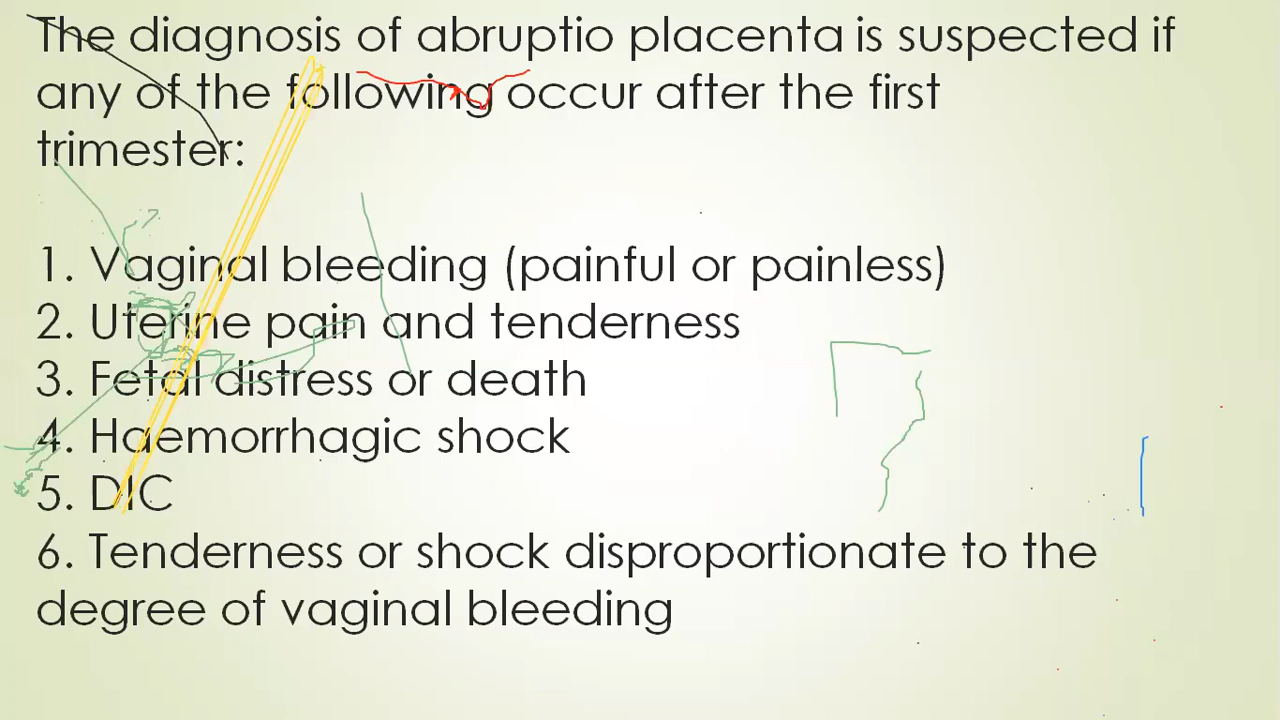 The diagnosis of abruptio placenta is suspected if
any of the following occur after the first
trimester:
1. Vaginal bleeding (painful or painless)
2. Uterine pain and tenderness
3. Fetal distress or death
4. Haemorrhagic shock
5. DIC
6. Tenderness or shock disproportionate to the
degree of vaginal bleeding